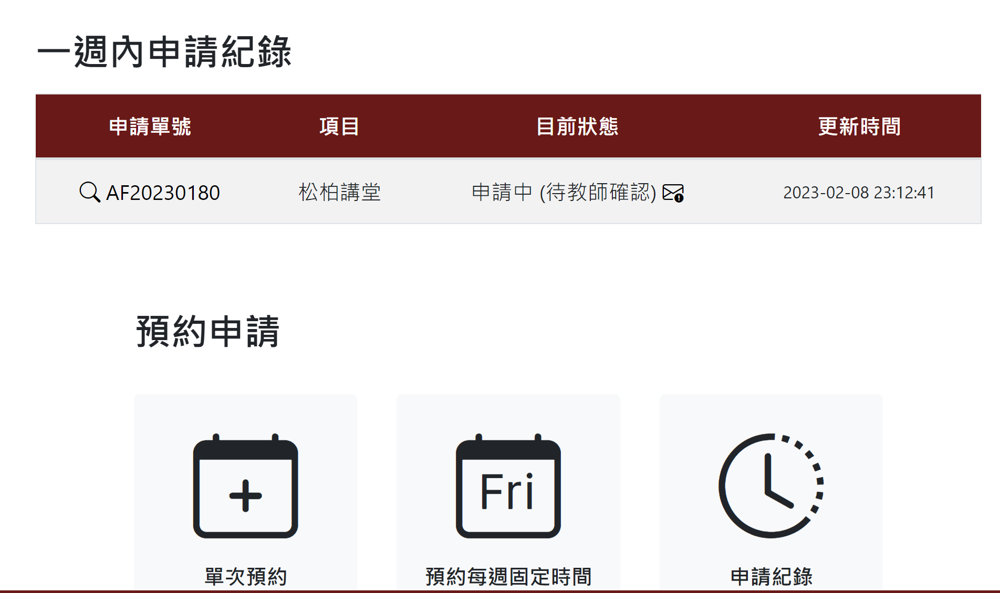 一週內申請紀錄
申請單號 項目 目前狀態 更新時間
AF20230180 松柏講堂 申請中 (待教師確認) 2023-02-08 23:12:41
預約申請
Fri
單次預約 預約每週固定時間 申請紀錄